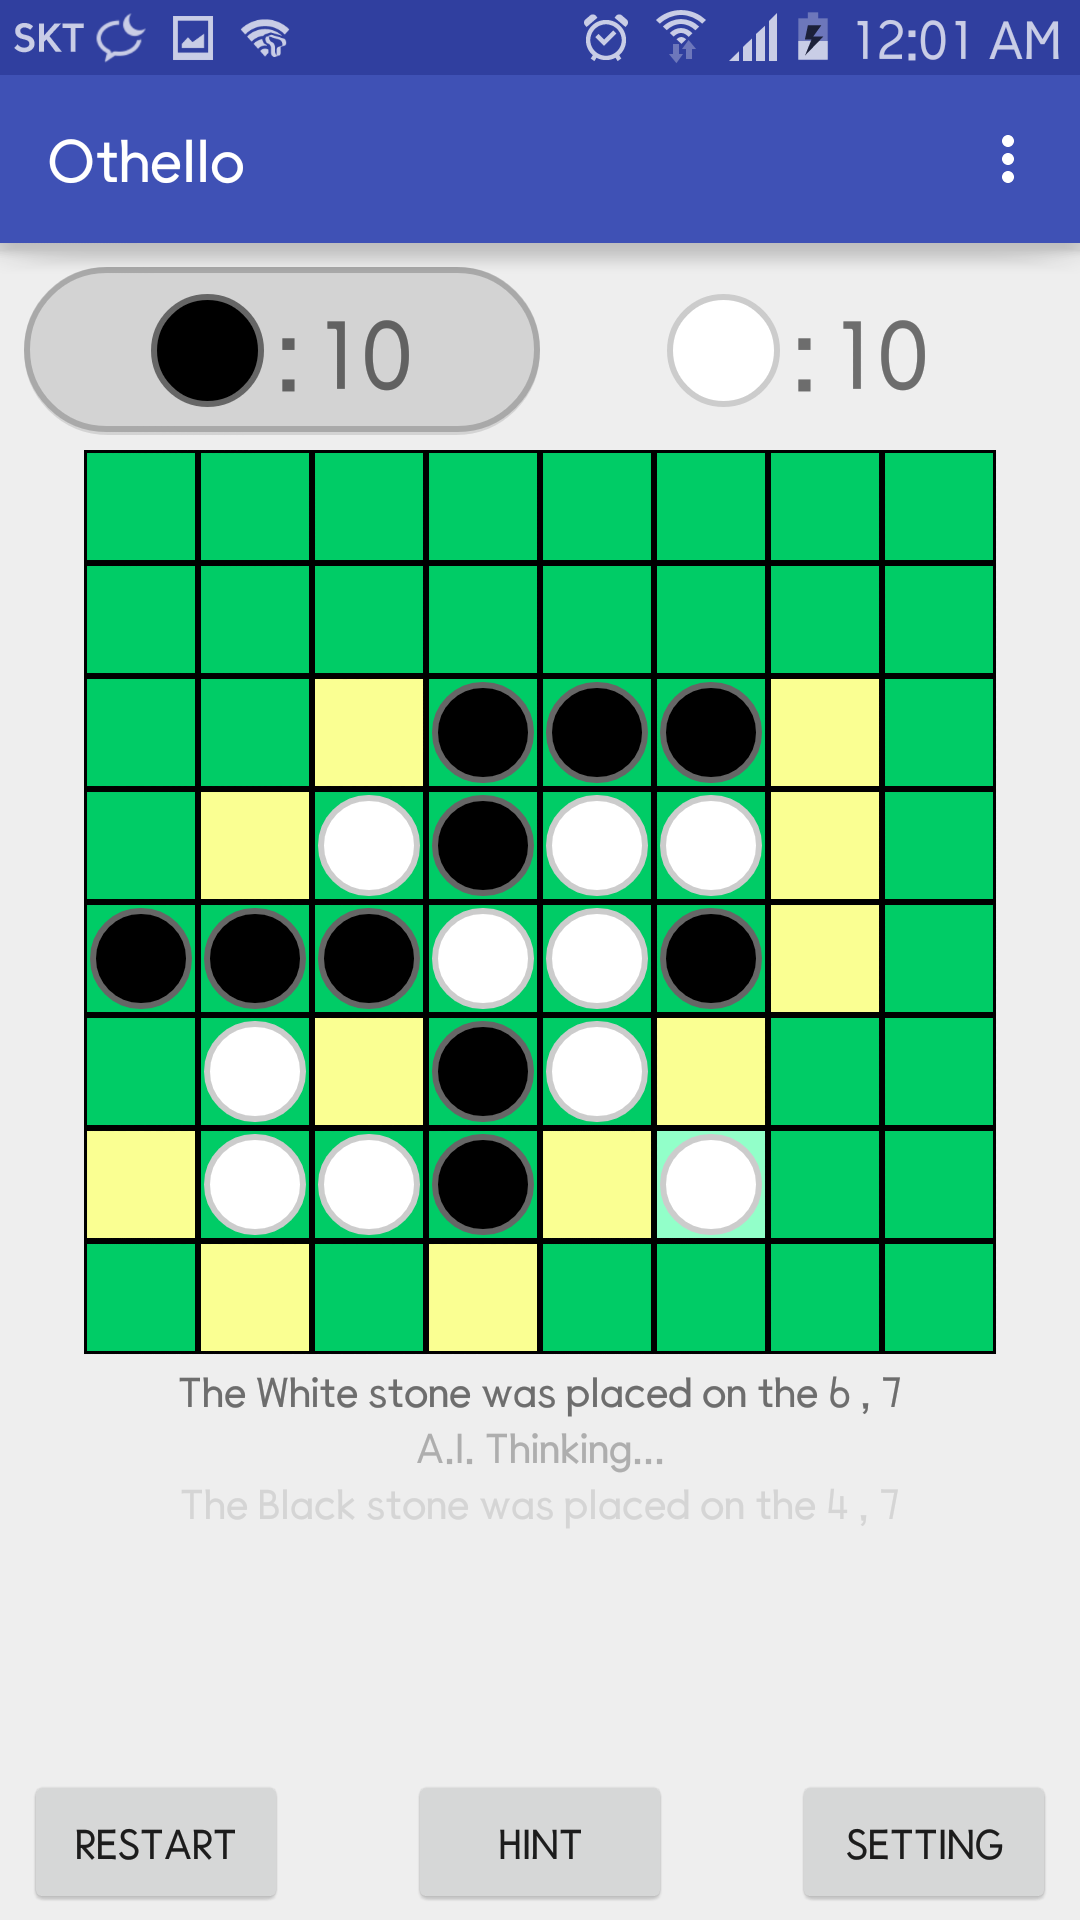 SKT 12:01 AM
Othello
: 10 : 10
The White stone was placed on the 6 , 7
A.I. Thinking...
The Black stone was placed on the 4 , 7
RESTART HINT SETTING